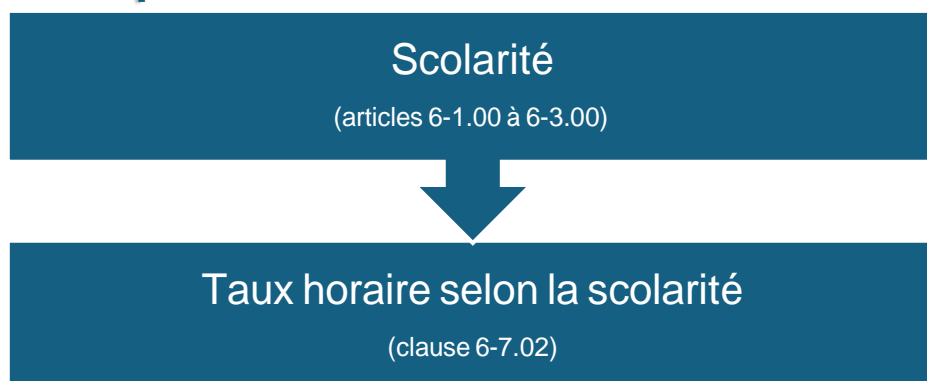 Scolarité
(articles 6-1.00 à 6-3.00)
Taux horaire selon la scolarité
(clause 6-7.02)